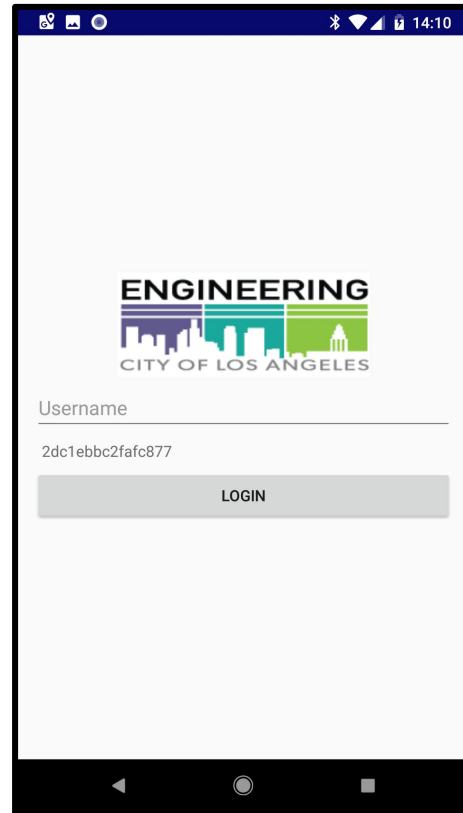 14:10
ENGINEERING
CITY OF LOS ANGELES
Username
2dc1ebbc2fafc877
LOGIN